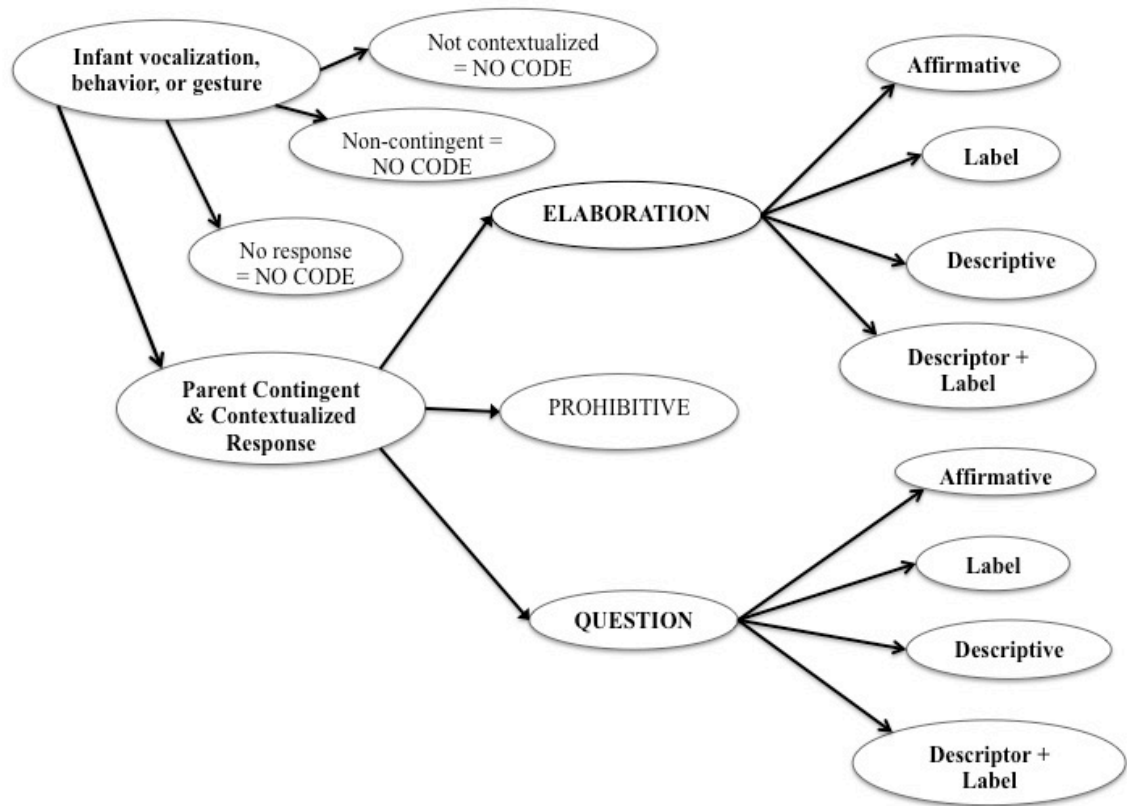 Infant vocalization,
behavior, or gesture
Not contextualized
= NO CODE
Non-contingent =
NO CODE
No response
= NO CODE
Parent Contingent
& Contextualized
Response
ELABORATION
Affirmative
Label
Descriptive
Descriptor +
Label
PROHIBITIVE
QUESTION
Affirmative
Label
Descriptive
Descriptor +
Label